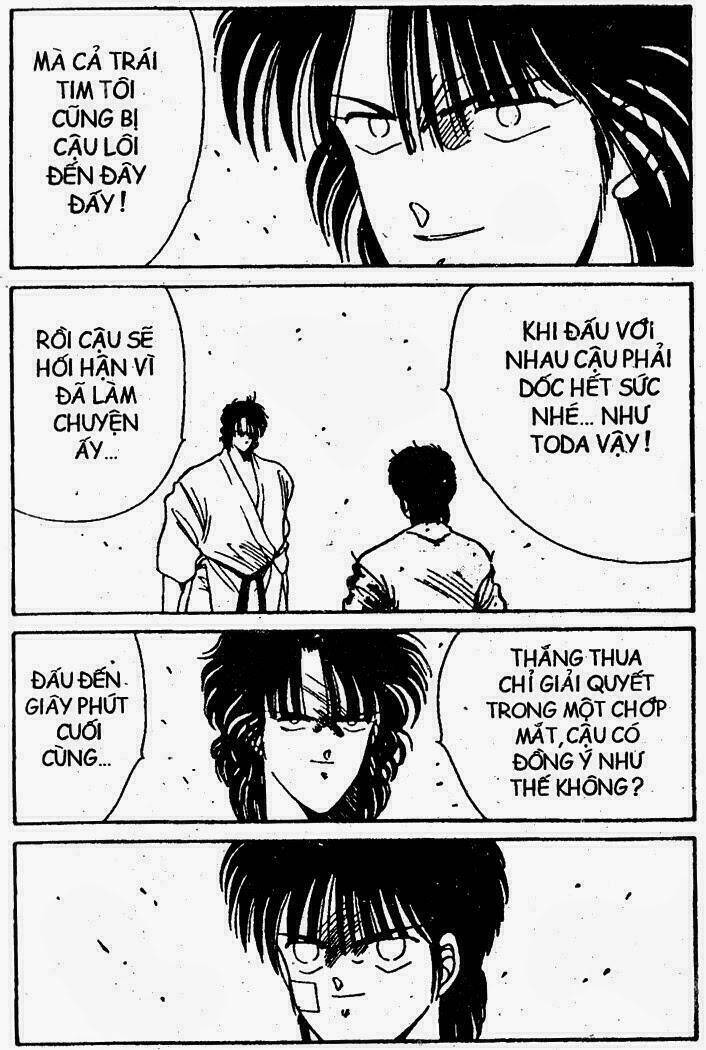 MÀ CẢ TRÁI
TIM TÔI
CŨNG BỊ
CẬU LÔI
ĐẾN ĐÂY
ĐẤY!
RỒI CẬU SẼ
HỐI HẬN VÌ
ĐÃ LÀM
CHUYỆN
ẤY...
KHI ĐẤU VỚI
NHAU CẬU PHẢI
DỐC HẾT SỨC
NHÉ... NHƯ
TODA VẬY!
ĐẤU ĐẾN
GIÂY PHÚT
CUỐI
CÙNG...
THẮNG THUA
CHỈ GIẢI QUYẾT
TRONG MỘT CHỚP
MẮT, CẬU CÓ
ĐỒNG Ý NHƯ
THẾ KHÔNG?